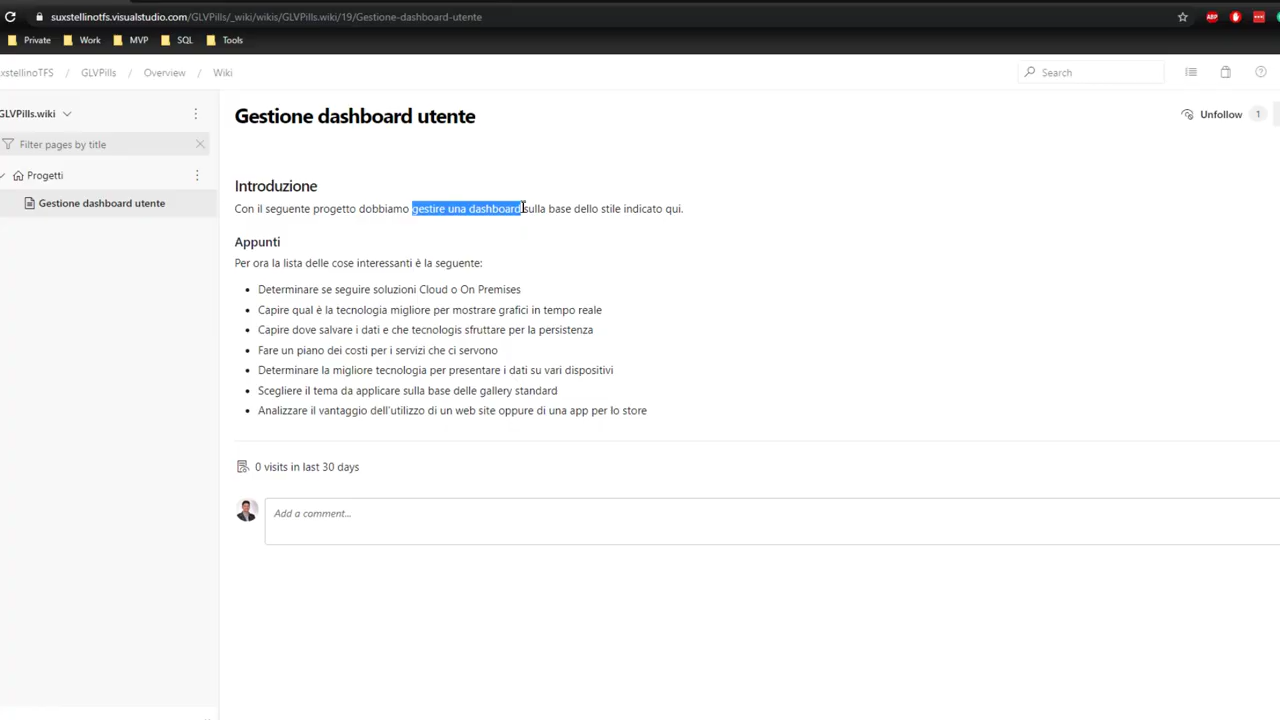 suxstellinotfs.visualstudio.com/GLVPills/_wiki/wikis/GLVPills.wiki/19/Gestione-dashboard-utente
ABP
Private Work MVP SQL Tools
xstellinoTFS / GLVPills / Overview / Wiki
Search
GLVPills.wiki
Gestione dashboard utente
Unfollow 1
Filter pages by title
Progetti
Gestione dashboard utente
Introduzione
Con il seguente progetto dobbiamo gestire una dashboard sulla base dello stile indicato qui.
Appunti
Per ora la lista delle cose interessanti è la seguente:
• Determinare se seguire soluzioni Cloud o On Premises
• Capire qual è la tecnologia migliore per mostrare grafici in tempo reale
• Capire dove salvare i dati e che tecnologis sfruttare per la persistenza
• Fare un piano dei costi per i servizi che ci servono
• Determinare la migliore tecnologia per presentare i dati su vari dispositivi
• Scegliere il tema da applicare sulla base delle gallery standard
• Analizzare il vantaggio dell'utilizzo di un web site oppure di una app per lo store
0 visits in last 30 days
Add a comment...